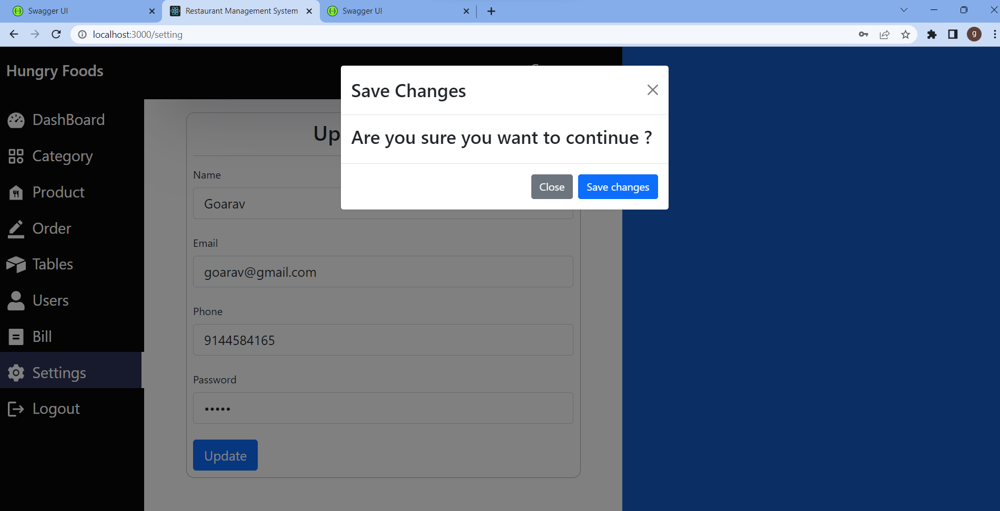 Swagger UI
Restaurant Management System
Swagger UI
localhost:3000/setting
g
Hungry Foods
DashBoard
Category
Product
Order
Tables
Users
Bill
Settings
Logout
Save Changes
Are you sure you want to continue ?
Close
Save changes
Up
Name
Goarav
Email
goarav@gmail.com
Phone
9144584165
Password
•••••
Update